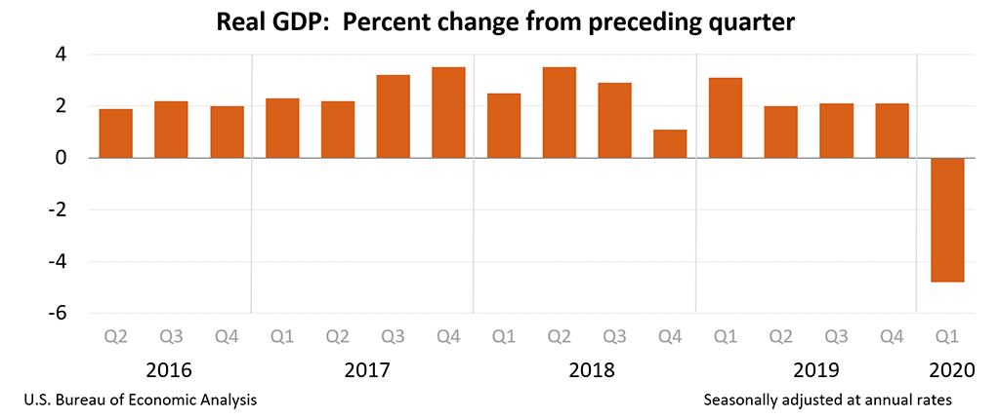 Real GDP:  Percent change from preceding quarter
4
2
0
-2
-4
-6
Q2 Q3 Q4 Q1 Q2 Q3 Q4 Q1 Q2 Q3 Q4 Q1 Q2 Q3 Q4 Q1
2016 2017 2018 2019 2020
U.S. Bureau of Economic Analysis Seasonally adjusted at annual rates